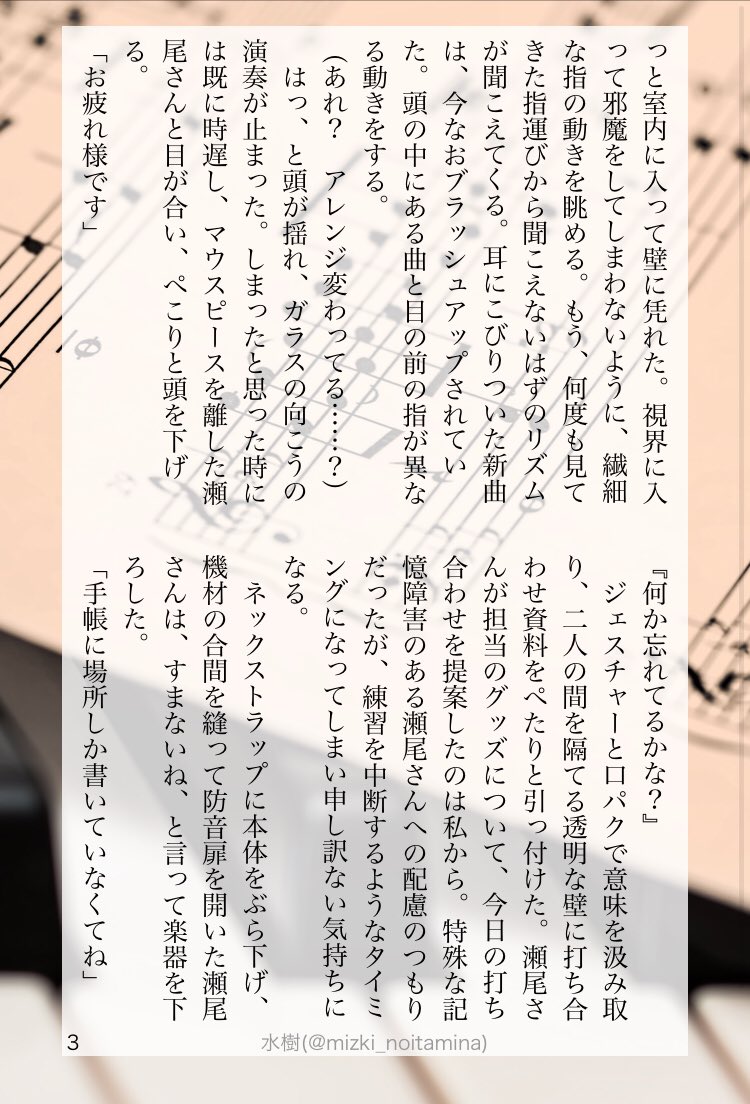 っと室内に入って壁に凭れた。視界に入
って邪魔をしてしまわないように、繊細
な指の動きを眺める。もう、何度も見て
きた指運びから聞こえないはずのリズム
が聞こえてくる。耳にこびりついた新曲
は、今なおブラッシュアップされてい
た。頭の中にある曲と目の前の指が異な
る動きをする。
(あれ?　アレンジ変わってる……?)
　はっ、と頭が揺れ、ガラスの向こうの
演奏が止まった。しまったと思った時に
は既に時遅し、マウスピースを離した瀬
尾さんと目が合い、ぺこりと頭を下げ
る。
「お疲れ様です」
『何か忘れてるかな?』
　ジェスチャーと口パクで意味を汲み取
り、二人の間を隔てる透明な壁に打ち合
わせ資料をぺたりと引っ付けた。瀬尾さ
んが担当のグッズについて、今日の打ち
合わせを提案したのは私から。特殊な記
憶障害のある瀬尾さんへの配慮のつもり
だったが、練習を中断するようなタイミ
ングになってしまい申し訳ない気持ちに
なる。
　ネックストラップに本体をぶら下げ、
機材の合間を縫って防音扉を開いた瀬尾
さんは、すまないね、と言って楽器を下
ろした。
「手帳に場所しか書いていなくてね」
3
水樹(@mizki_noitamina)